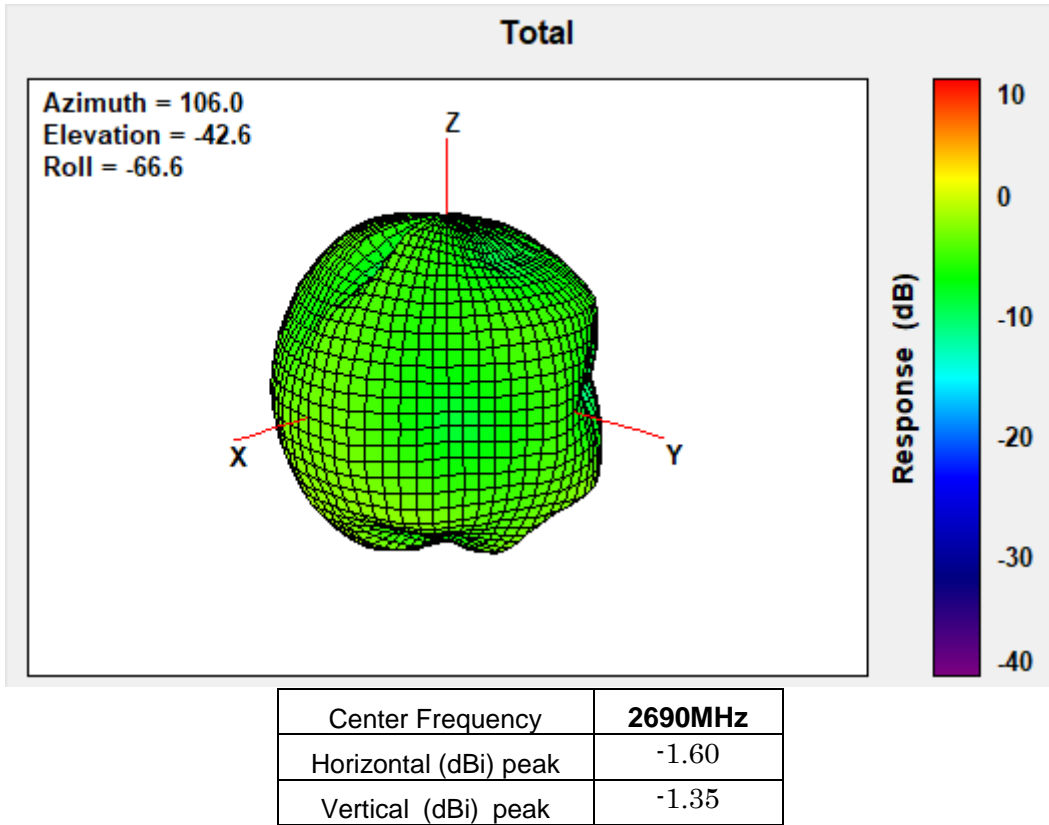 Total
Azimuth = 106.0
Elevation = -42.6
Roll = -66.6
Z
X
Y
10
0
-10
-20
-30
-40
Response (dB)
Center Frequency 2690MHz
Horizontal (dBi) peak -1.60
Vertical (dBi) peak -1.35